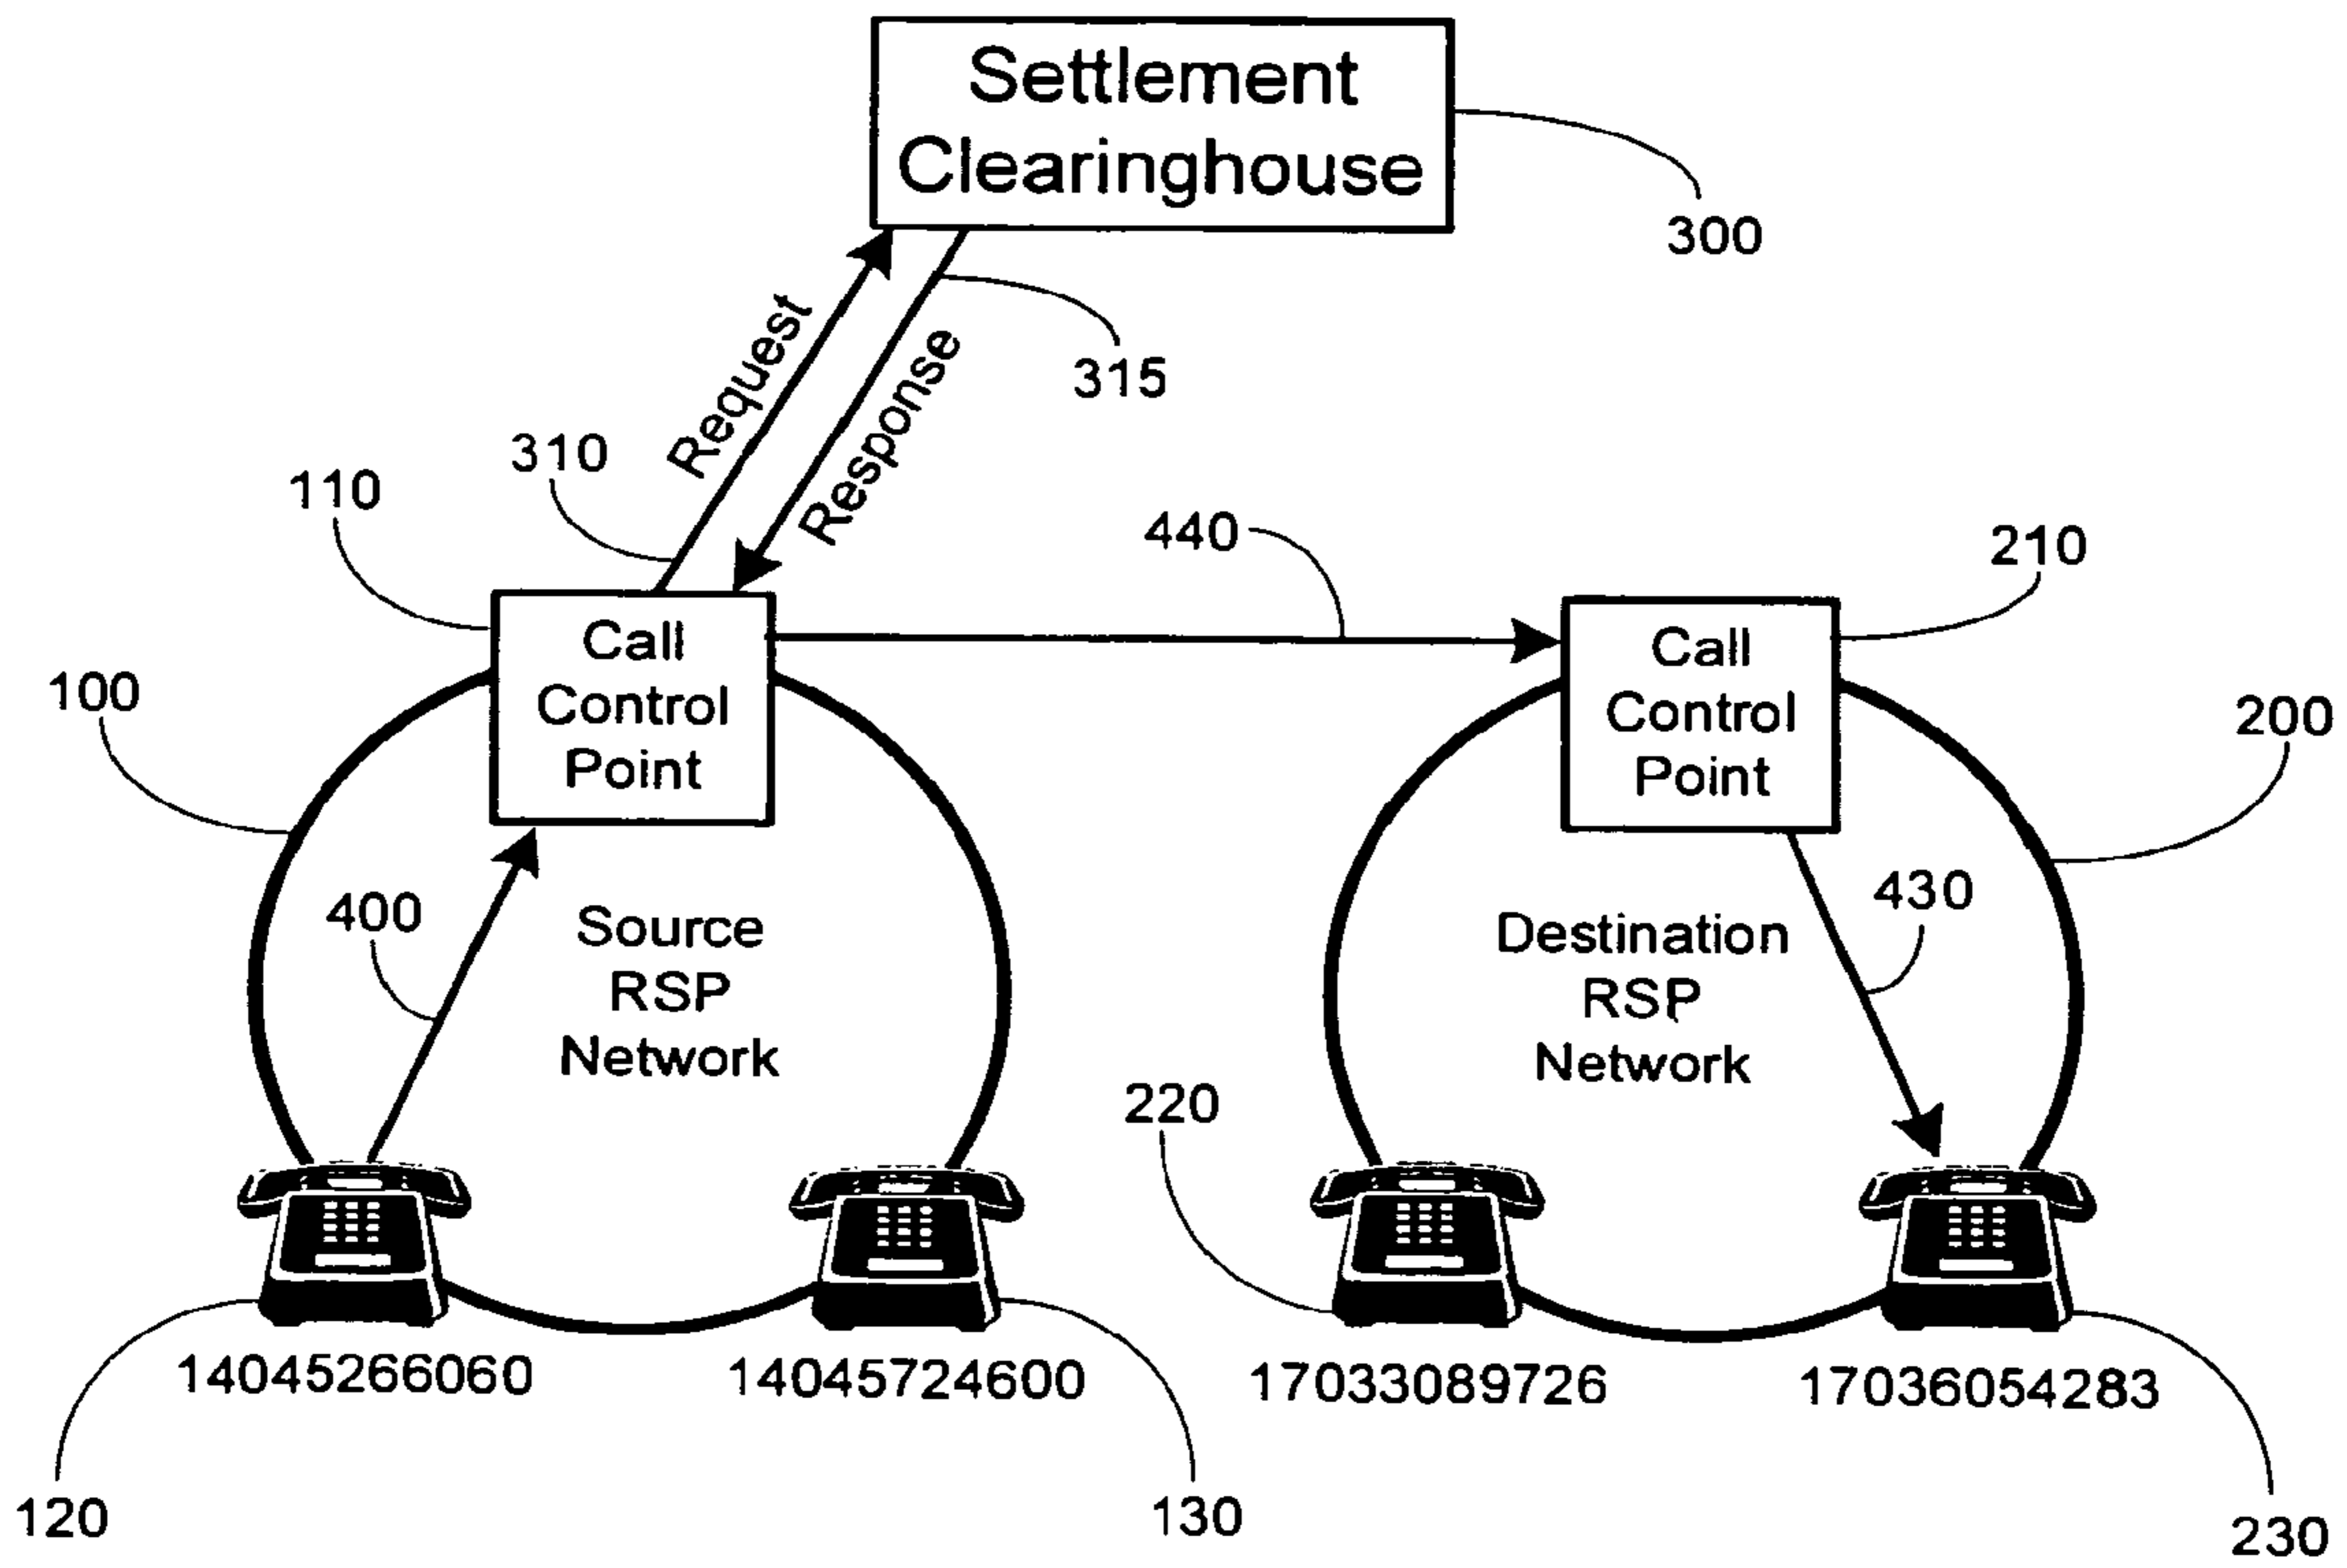 Settlement
Clearinghouse
300
Request
Response
315
310
110
440
210
Call
Control
Point
Call
Control
Point
100
200
400
430
Source
RSP
Network
Destination
RSP
Network
220
14045266060
14045724600
17033089726
17036054283
120
130
230